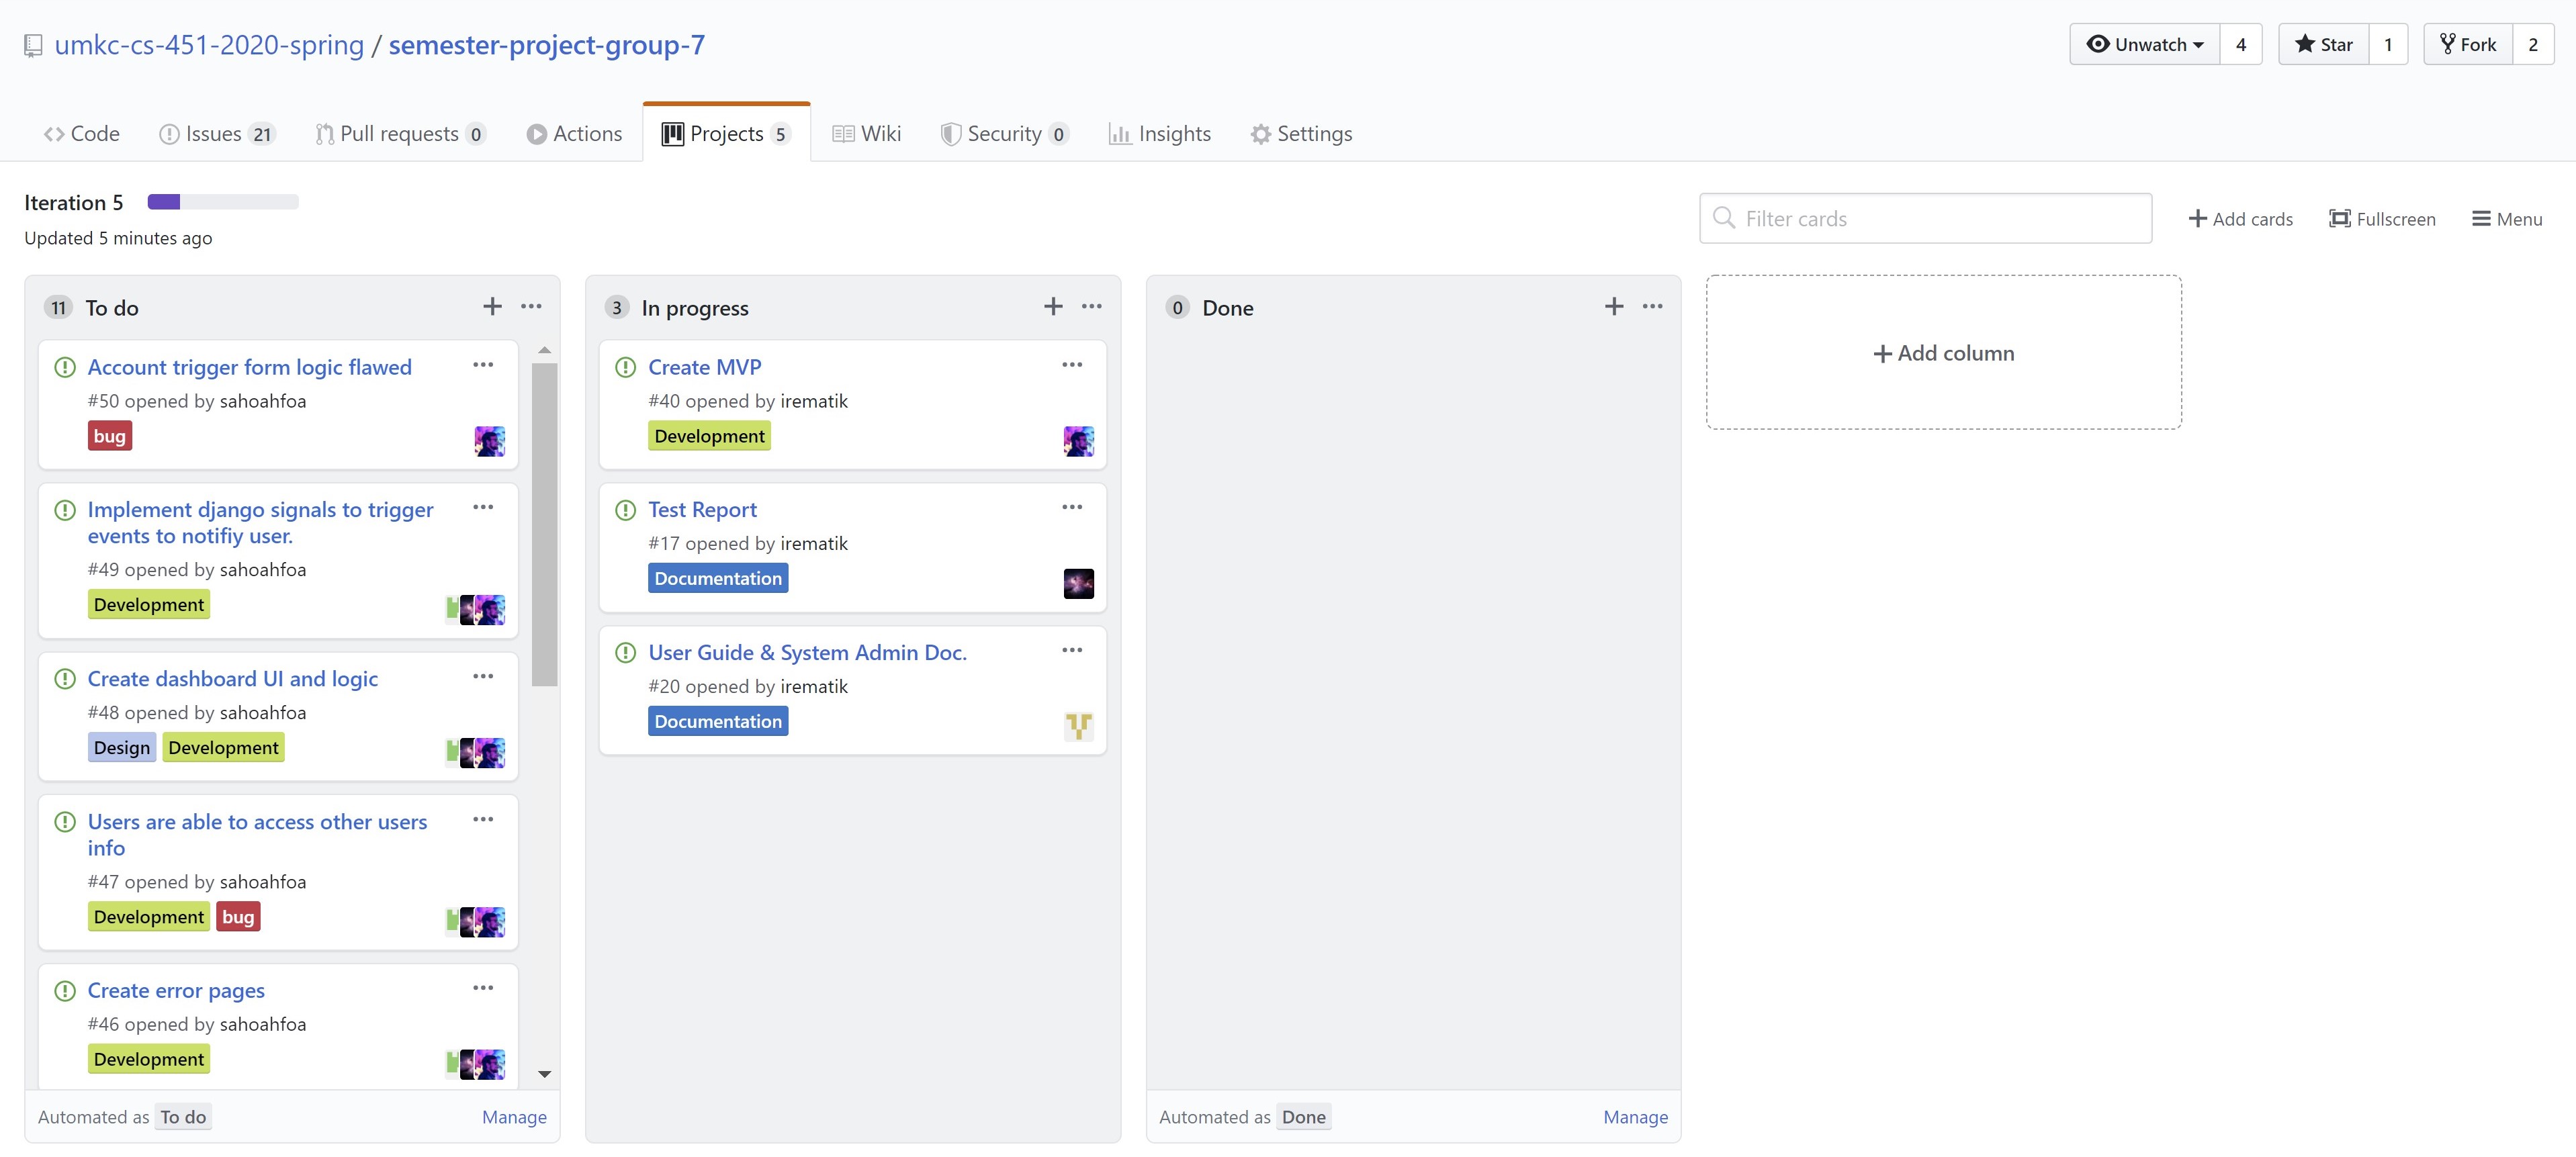 umkc-cs-451-2020-spring / semester-project-group-7
Unwatch 4
Star 1
Fork 2
Code
Issues 21
Pull requests 0
Actions
Projects 5
Wiki
Security 0
Insights
Settings
Iteration 5
Updated 5 minutes ago
Filter cards
Add cards
Fullscreen
Menu
11 To do
Account trigger form logic flawed
#50 opened by sahoahfoa
bug
Implement django signals to trigger
events to notifiy user.
#49 opened by sahoahfoa
Development
Create dashboard UI and logic
#48 opened by sahoahfoa
Design Development
Users are able to access other users
info
#47 opened by sahoahfoa
Development bug
Create error pages
#46 opened by sahoahfoa
Development
Automated as To do
Manage
3 In progress
Create MVP
#40 opened by irematik
Development
Test Report
#17 opened by irematik
Documentation
User Guide & System Admin Doc.
#20 opened by irematik
Documentation
0 Done
Automated as Done
Manage
Add column